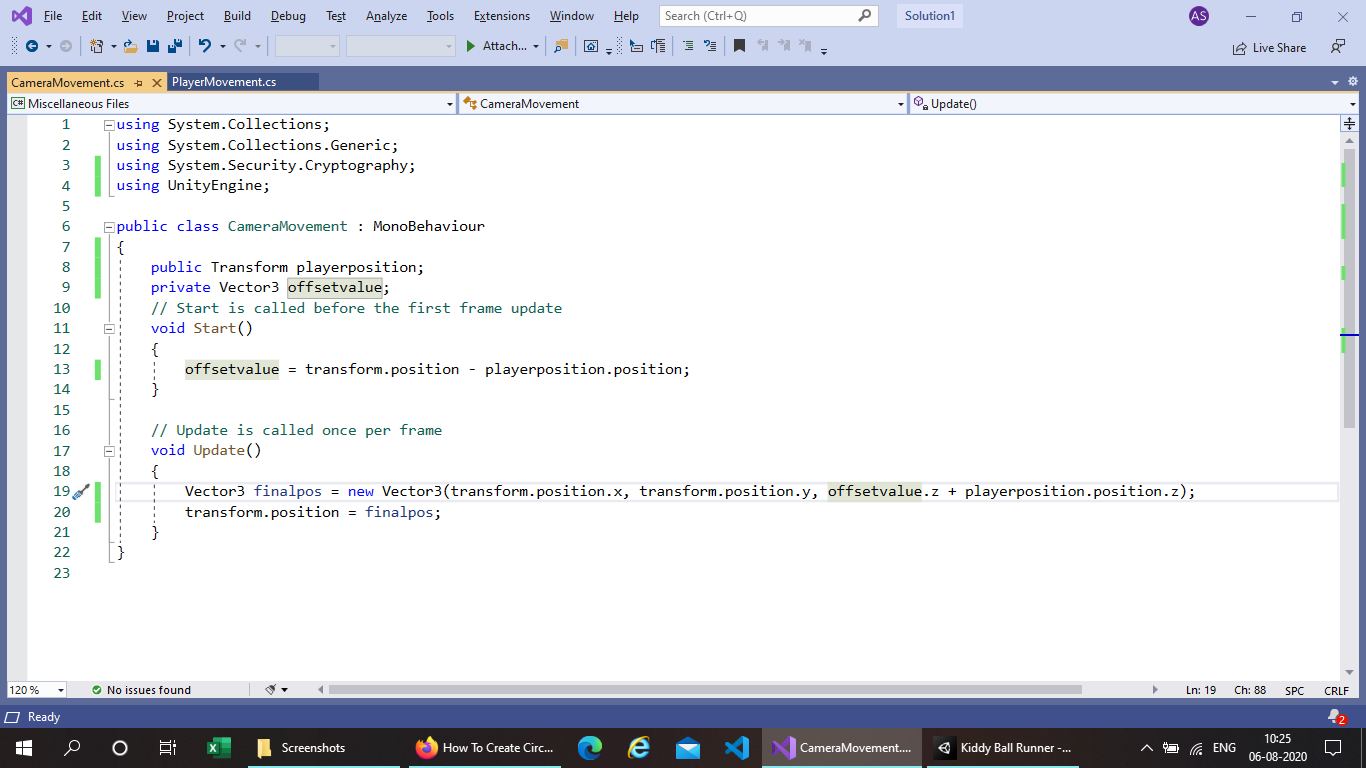 File Edit View Project Build Debug Test Analyze Tools Extensions Window Help Search (Ctrl+Q) Solution1 AS
Attach... Live Share
CameraMovement.cs PlayerMovement.cs
C# Miscellaneous Files CameraMovement Update()
1 using System.Collections;
2 using System.Collections.Generic;
3 using System.Security.Cryptography;
4 using UnityEngine;
5
6 public class CameraMovement : MonoBehaviour
7 {
8 public Transform playerposition;
9 private Vector3 offsetvalue;
10 // Start is called before the first frame update
11 void Start()
12 {
13 offsetvalue = transform.position - playerposition.position;
14 }
15
16 // Update is called once per frame
17 void Update()
18 {
19 Vector3 finalpos = new Vector3(transform.position.x, transform.position.y, offsetvalue.z + playerposition.position.z);
20 transform.position = finalpos;
21 }
22 }
23
120 % No issues found Ln: 19 Ch: 88 SPC CRLF
Ready 2
Screenshots How To Create Circ... CameraMovement.... Kiddy Ball Runner -... ENG 10:25
06-08-2020